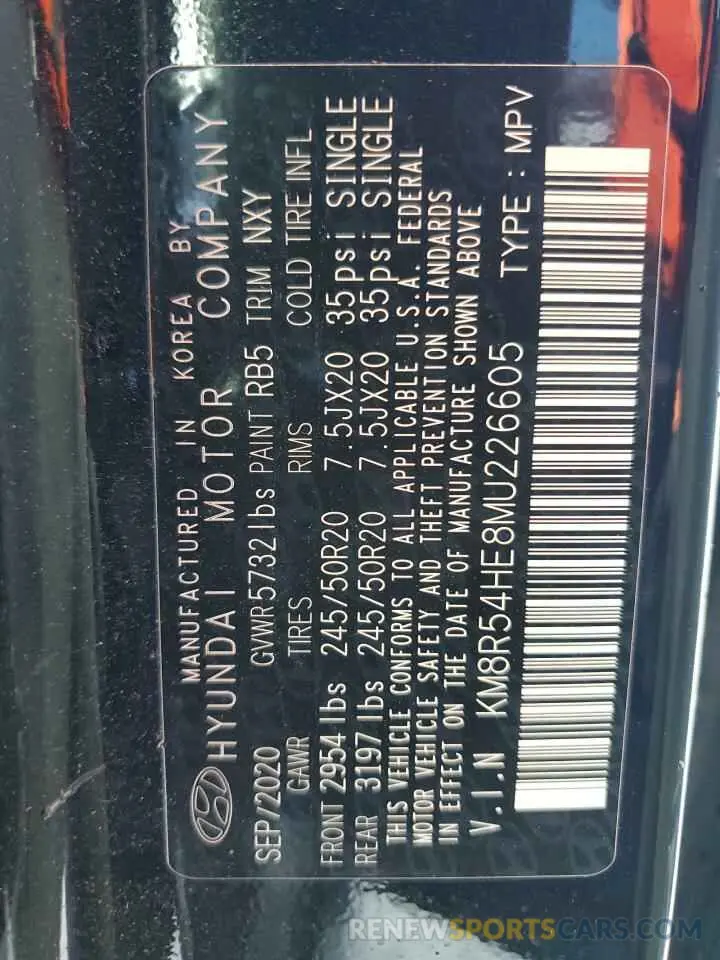 MANUFACTURED IN KOREA BY
HYUNDAI MOTOR COMPANY
SEP/2020 GVWR 5732 lbs PAINT RB5 TRIM NXY
GAWR TIRES RIMS COLD TIRE INFL
FRONT 2954 lbs 245/50R20 7.5JX20 35psi SINGLE
REAR 3197 lbs 245/50R20 7.5JX20 35psi SINGLE
THIS VEHICLE CONFORMS TO ALL APPLICABLE U.S.A. FEDERAL
MOTOR VEHICLE SAFETY AND THEFT PREVENTION STANDARDS
IN EFFECT ON THE DATE OF MANUFACTURE SHOWN ABOVE
V.I.N KM8R54HE8MU226605 TYPE : MPV
RENEWSPORTSCARS.COM